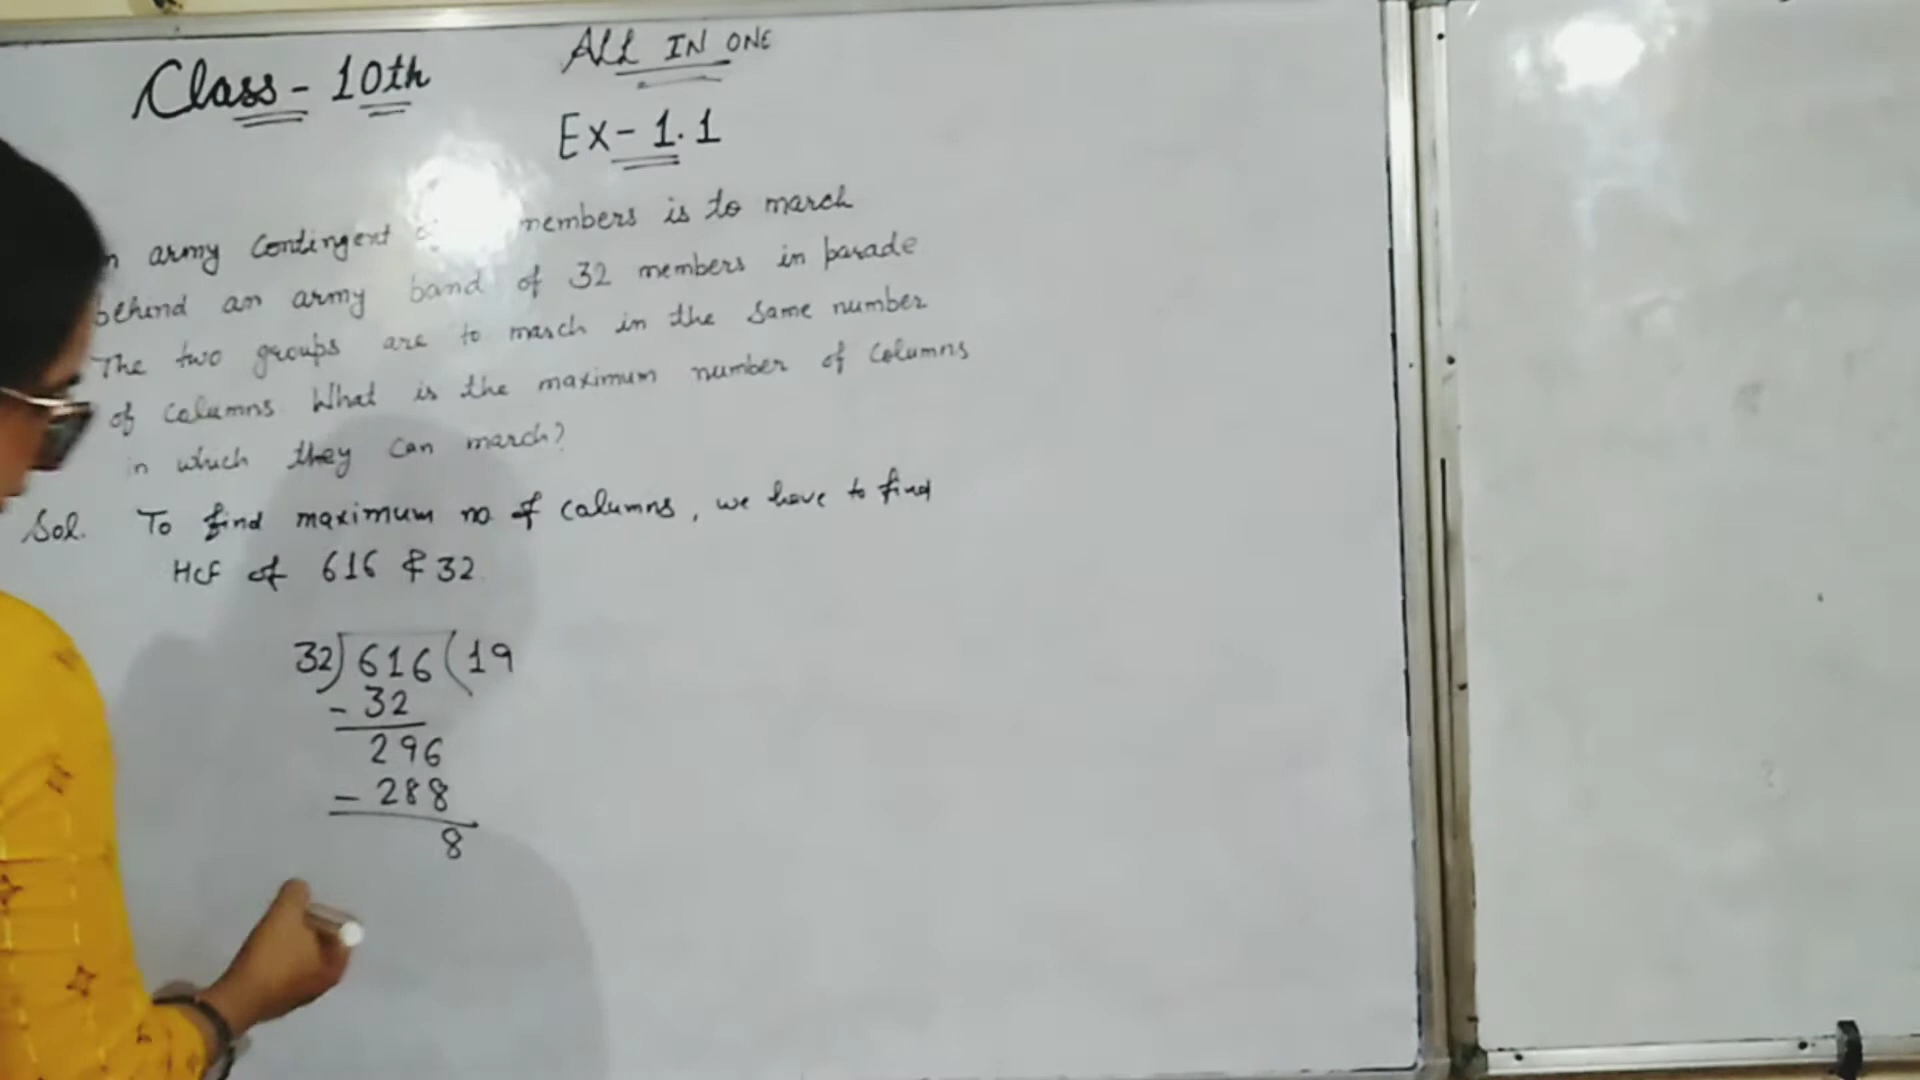 Class - 10th
ALL IN ONE
Ex - 1.1
army contingent members is to march
behind an army band of 32 members in parade
The two groups are to march in the same number
of columns. What is the maximum number of columns
in which they can march?
Sol. To find maximum no. of columns, we have to find
HCF of 616 & 32
32)616(19
- 32
296
- 288
8